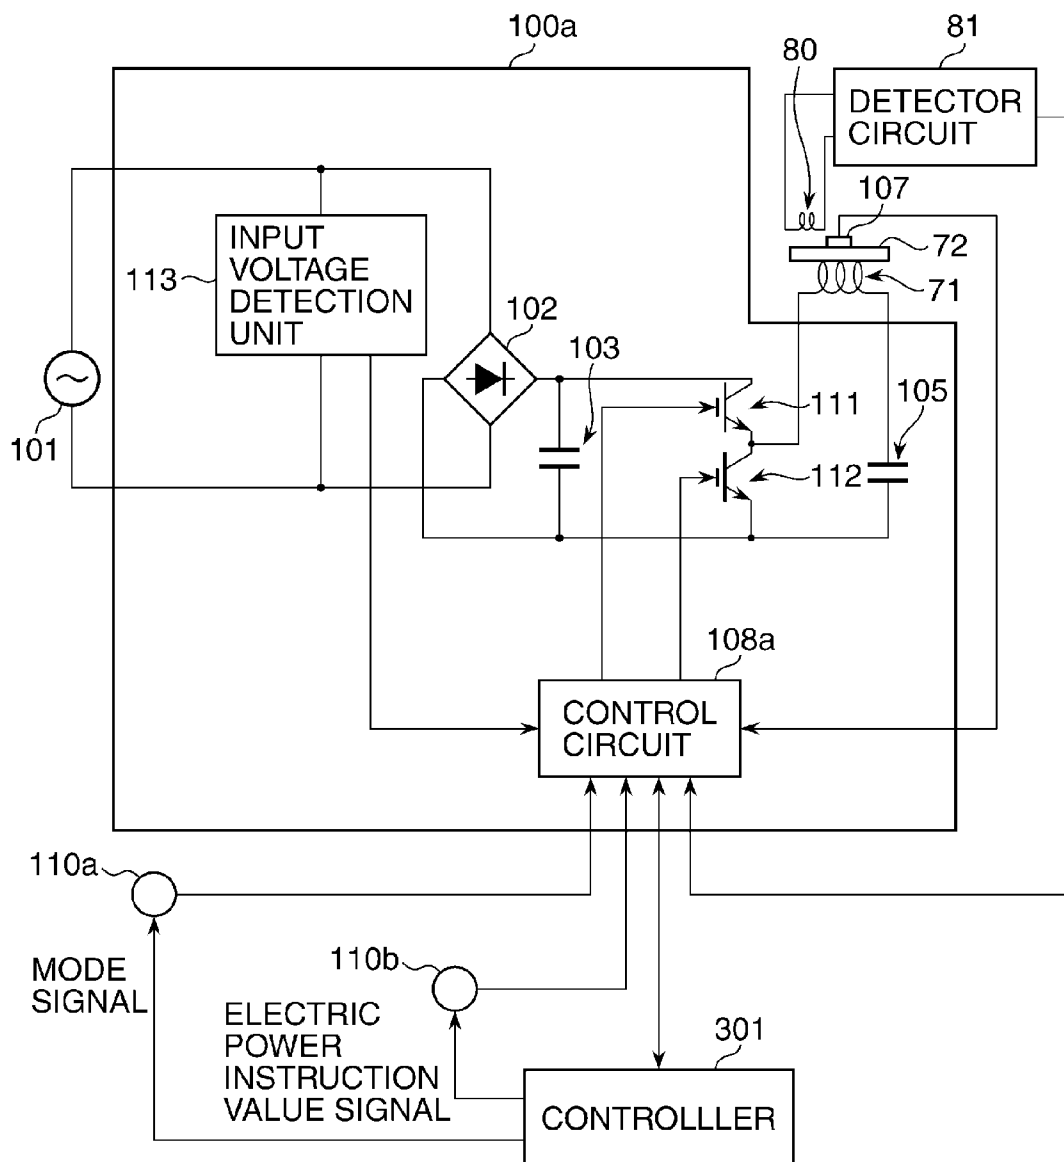 100a
80
81
DETECTOR
CIRCUIT
107
72
71
INPUT
VOLTAGE
DETECTION
UNIT
113
102
103
101
111
105
112
108a
CONTROL
CIRCUIT
110a
MODE
SIGNAL
110b
ELECTRIC
POWER
INSTRUCTION
VALUE SIGNAL
301
CONTROLLLER